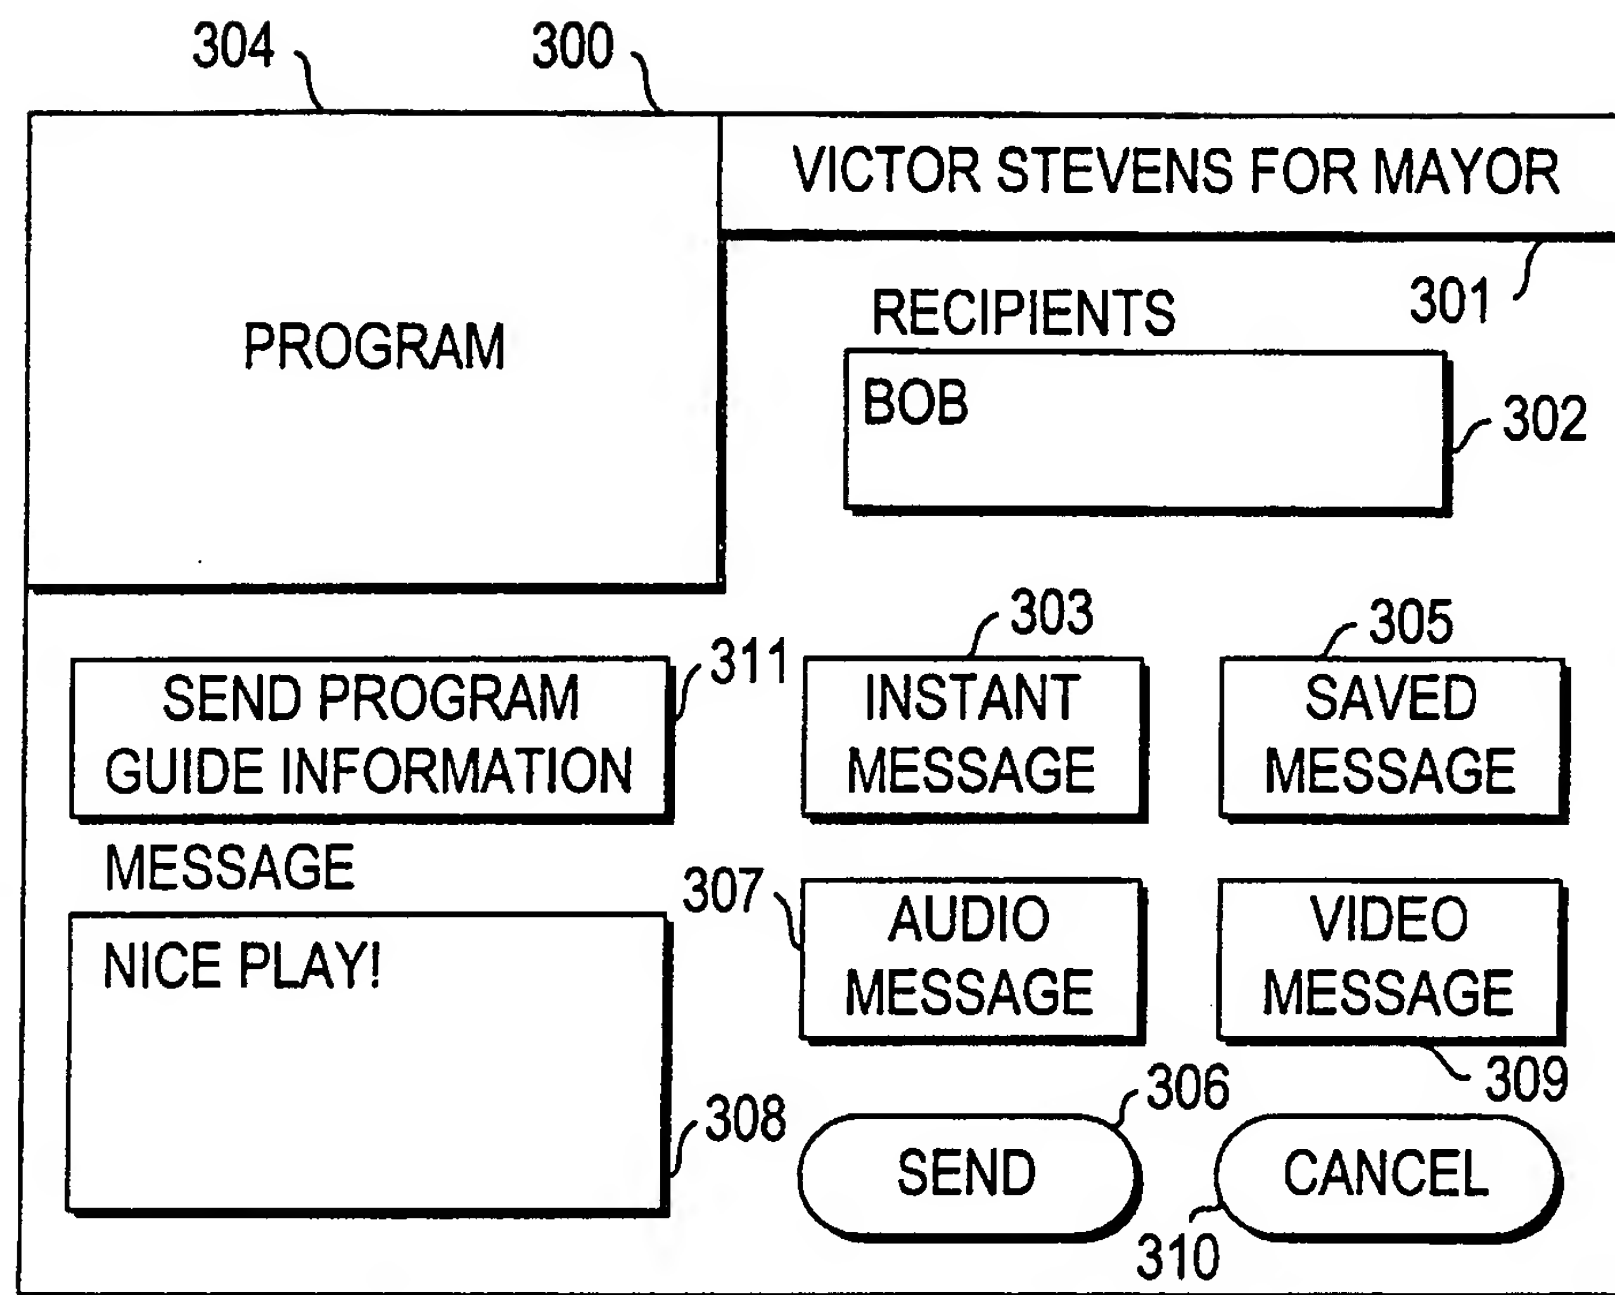 304
300
VICTOR STEVENS FOR MAYOR
301
PROGRAM
RECIPIENTS
BOB
302
303
305
311
SEND PROGRAM
GUIDE INFORMATION
INSTANT
MESSAGE
SAVED
MESSAGE
MESSAGE
307
AUDIO
MESSAGE
VIDEO
MESSAGE
309
NICE PLAY!
308
306
SEND
CANCEL
310